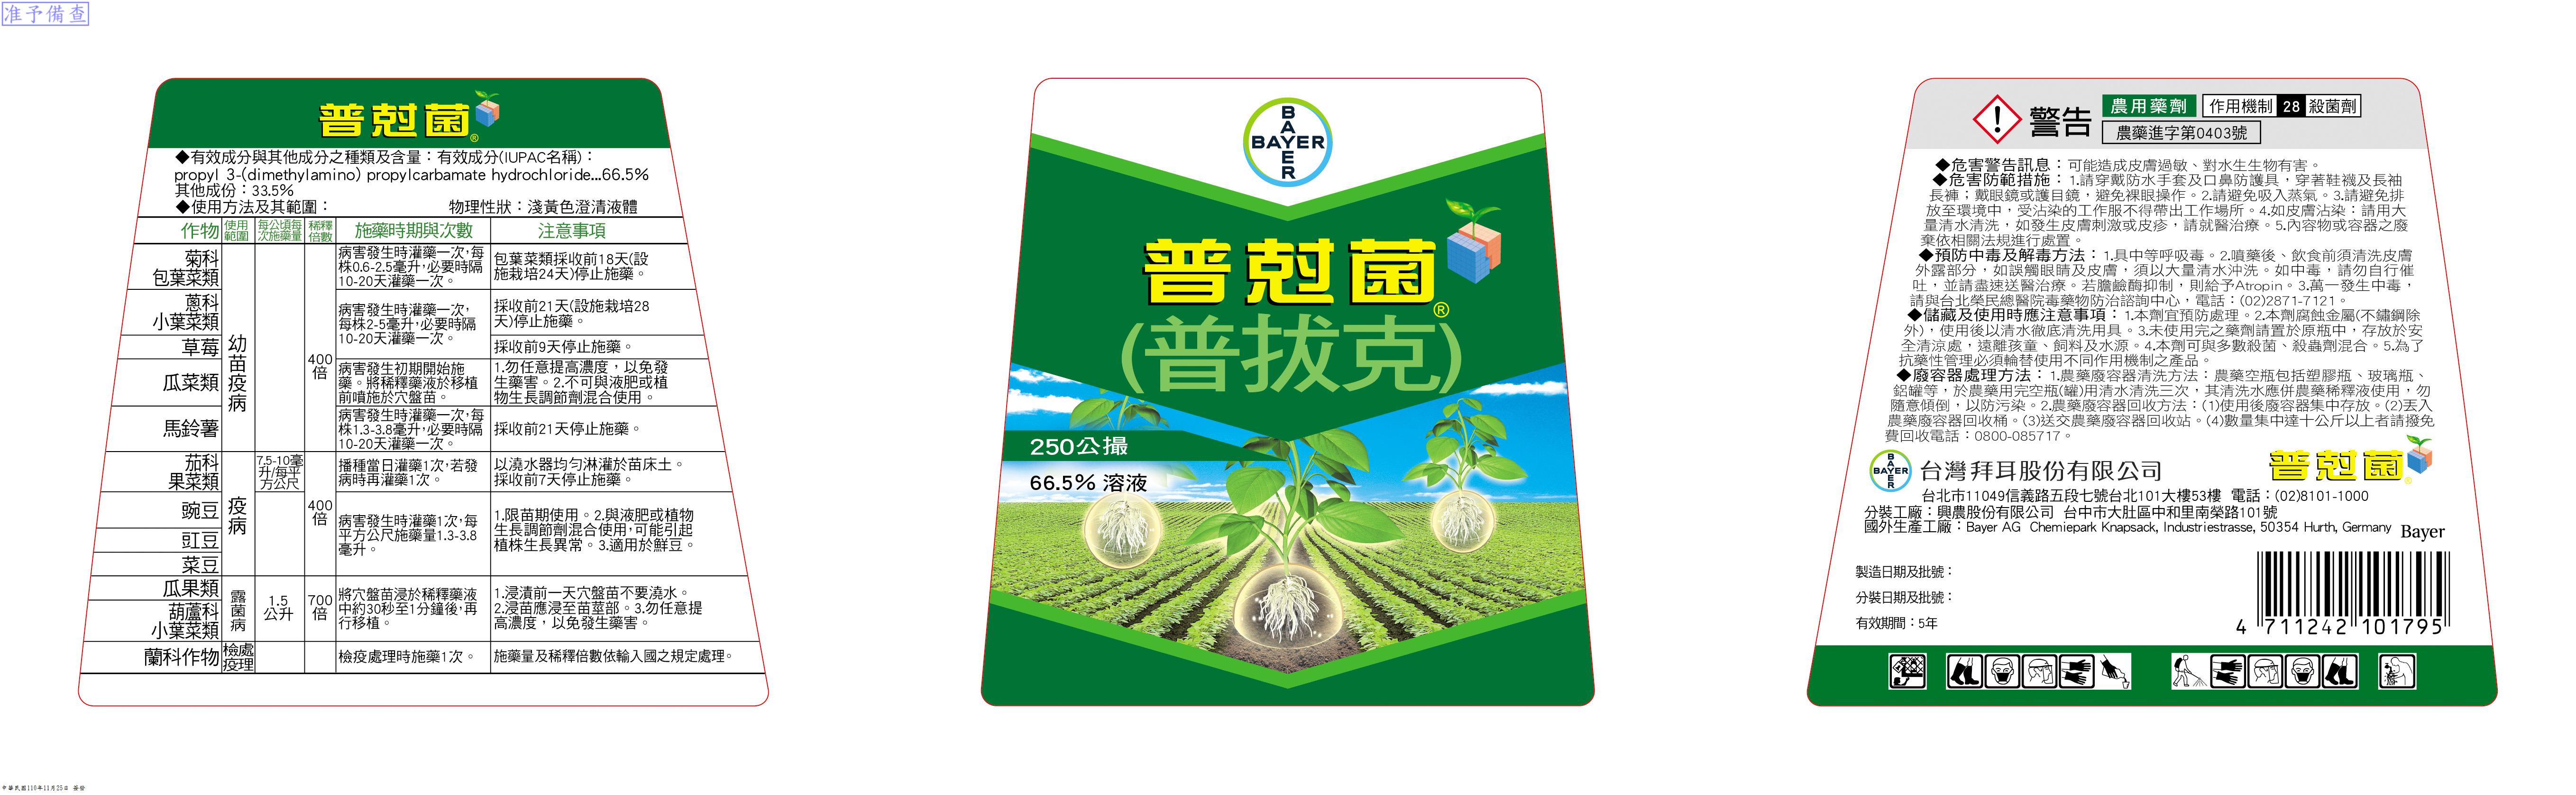 准予備查
普尅菌®
◆有效成分與其他成分之種類及含量：有效成分(IUPAC名稱)：
propyl 3-(dimethylamino) propylcarbamate hydrochloride...66.5%
其他成份：33.5%
◆使用方法及其範圍： 物理性狀：淺黃色澄清液體
作物 使用範圍 每公頃每次施藥量 稀釋倍數 施藥時期與次數 注意事項
菊科
包葉菜類
病害發生時灌藥一次，每
株0.6-2.5毫升，必要時隔
10-20天灌藥一次。
包葉菜類採收前18天(設
施栽培24天)停止施藥。
蔥科
小葉菜類
病害發生時灌藥一次，
每株2-5毫升，必要時隔
10-20天灌藥一次。
採收前21天(設施栽培28
天)停止施藥。
草莓
採收前9天停止施藥。
幼苗疫病
400
倍
瓜菜類
病害發生初期開始施
藥。將稀釋藥液於移植
前噴施於穴盤苗。
1.勿任意提高濃度，以免發
生藥害。2.不可與液肥或植
物生長調節劑混合使用。
馬鈴薯
病害發生時灌藥一次，每
株1.3-3.8毫升，必要時隔
10-20天灌藥一次。
採收前21天停止施藥。
茄科
果菜類
7.5-10毫
升/每平
方公尺
播種當日灌藥1次，若發
病時再灌藥1次。
以澆水器均勻淋灌於苗床土。
採收前7天停止施藥。
疫病
400
倍
豌豆
豇豆
菜豆
病害發生時灌藥1次，每
平方公尺施藥量1.3-3.8
毫升。
1.限苗期使用。2.與液肥或植物
生長調節劑混合使用，可能引起
植株生長異常。3.適用於鮮豆。
瓜果類
葫蘆科
小葉菜類
露菌病
1.5
公升
700
倍
將穴盤苗浸於稀釋藥液
中約30秒至1分鐘後，再
行移植。
1.浸漬前一天穴盤苗不要澆水。
2.浸苗應浸至苗莖部。3.勿任意提
高濃度，以免發生藥害。
蘭科作物
檢疫處理
檢疫處理時施藥1次。
施藥量及稀釋倍數依輸入國之規定處理。
中華民國110年11月25日 簽發
BAYER
BAYER
普尅菌®
(普拔克)
250公撮
66.5% 溶液
警告
農用藥劑 作用機制 28 殺菌劑
農藥進字第0403號
◆危害警告訊息：可能造成皮膚過敏、對水生生物有害。
◆危害防範措施：1.請穿戴防水手套及口鼻防護具，穿著鞋襪及長袖
長褲；戴眼鏡或護目鏡，避免裸眼操作。2.請避免吸入蒸氣。3.請避免排
放至環境中，受沾染的工作服不得帶出工作場所。4.如皮膚沾染：請用大
量清水清洗，如發生皮膚刺激或皮疹，請就醫治療。5.內容物或容器之廢
棄依相關法規進行處置。
◆預防中毒及解毒方法：1.具中等呼吸毒。2.噴藥後、飲食前須清洗皮膚
外露部分，如誤觸眼睛及皮膚，須以大量清水沖洗。如中毒，請勿自行催
吐，並請盡速送醫治療。若膽鹼酶抑制，則給予Atropin。3.萬一發生中毒，
請與台北榮民總醫院毒藥物防治諮詢中心，電話：(02)2871-7121。
◆儲藏及使用時應注意事項：1.本劑宜預防處理。2.本劑腐蝕金屬(不鏽鋼除
外)，使用後以清水徹底清洗用具。3.未使用完之藥劑請置於原瓶中，存放於安
全清涼處，遠離孩童、飼料及水源。4.本劑可與多數殺菌、殺蟲劑混合。5.為了
抗藥性管理必須輪替使用不同作用機制之產品。
◆廢容器處理方法：1.農藥廢容器清洗方法：農藥空瓶包括塑膠瓶、玻璃瓶、
鋁罐等，於農藥用完空瓶(罐)用清水清洗三次，其清洗水應併農藥稀釋液使用，勿
隨意傾倒，以防污染。2.農藥廢容器回收方法：(1)使用後廢容器集中存放。(2)丟入
農藥廢容器回收桶。(3)送交農藥廢容器回收站。(4)數量集中達十公斤以上者請撥免
費回收電話：0800-085717。
BAYER
BAYER
台灣拜耳股份有限公司
普尅菌®
台北市11049信義路五段七號台北101大樓53樓 電話：(02)8101-1000
分裝工廠：興農股份有限公司 台中市大肚區中和里南榮路101號
國外生產工廠：Bayer AG Chemiepark Knapsack, Industriestrasse, 50354 Hurth, Germany
Bayer
製造日期及批號：
分裝日期及批號：
有效期間：5年
4 711242 101795